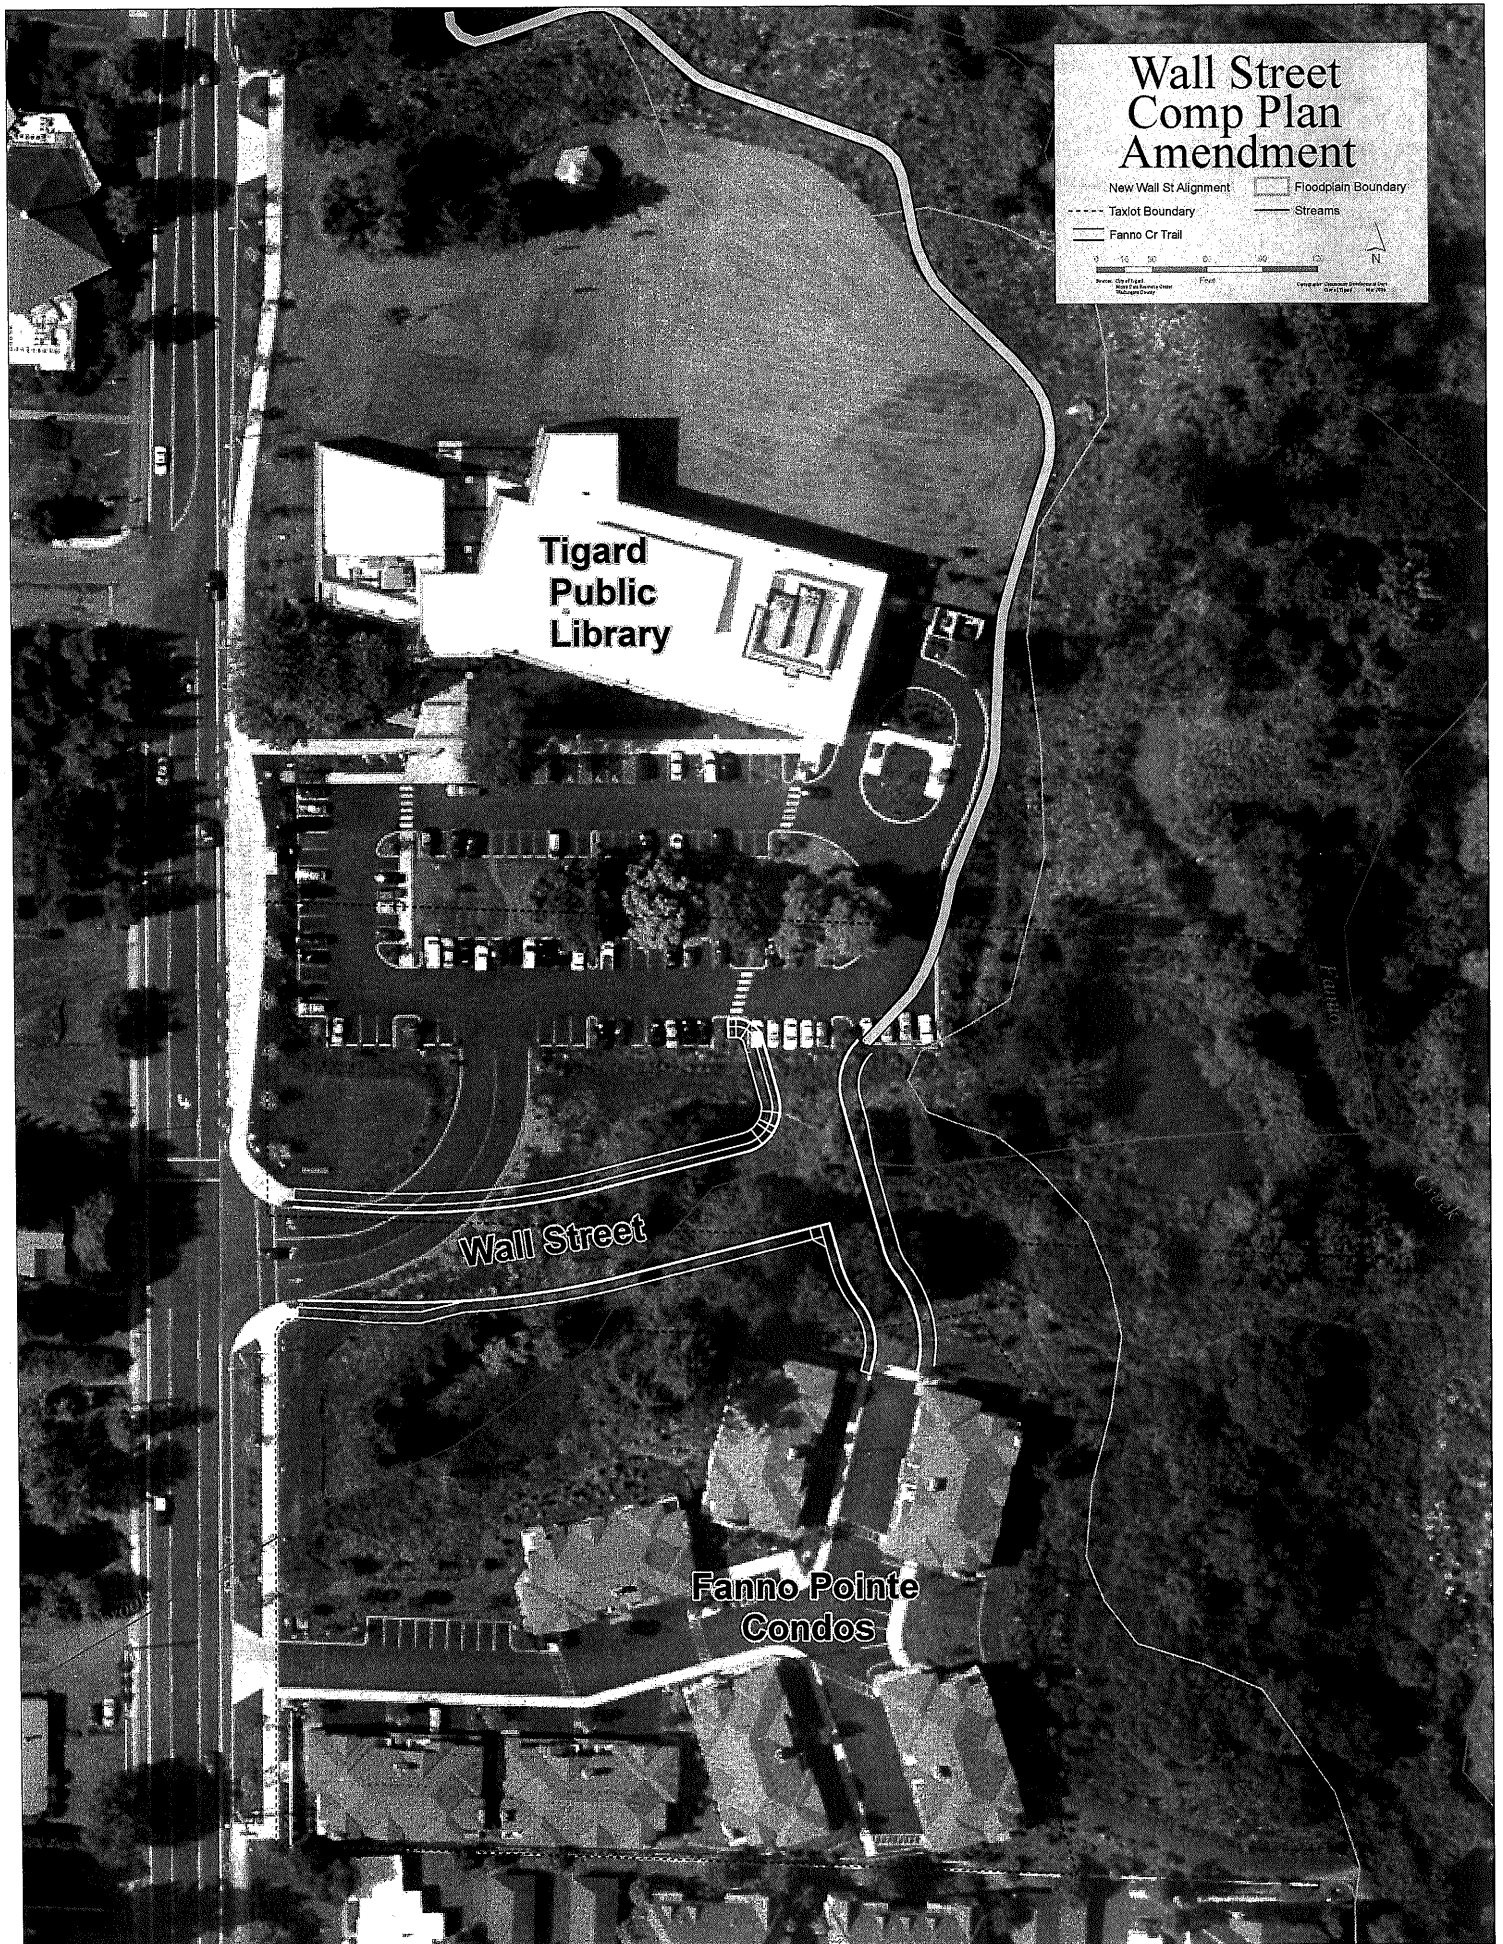 Wall Street
Comp Plan
Amendment
New Wall St Alignment
Floodplain Boundary
Taxlot Boundary
Streams
Fanno Cr Trail
N
Feet
Tigard
Public
Library
Fanno
Creek
Wall Street
Fanno Pointe
Condos